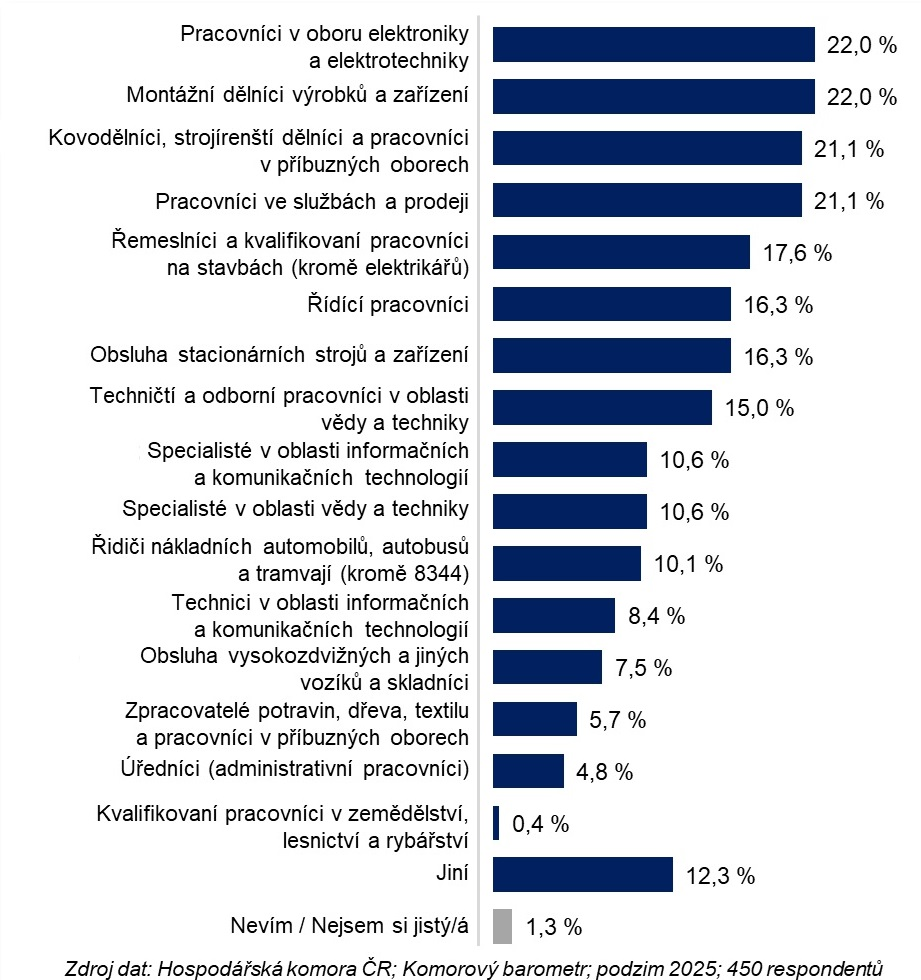 Pracovníci v oboru elektroniky
a elektrotechniky
22,0 %
Montážní dělníci výrobků a zařízení
22,0 %
Kovodělníci, strojírenští dělníci a pracovníci
v příbuzných oborech
21,1 %
Pracovníci ve službách a prodeji
21,1 %
Řemeslníci a kvalifikovaní pracovníci
na stavbách (kromě elektrikářů)
17,6 %
Řídící pracovníci
16,3 %
Obsluha stacionárních strojů a zařízení
16,3 %
Techničtí a odborní pracovníci v oblasti
vědy a techniky
15,0 %
Specialisté v oblasti informačních
a komunikačních technologií
10,6 %
Specialisté v oblasti vědy a techniky
10,6 %
Řidiči nákladních automobilů, autobusů
a tramvají (kromě 8344)
10,1 %
Technici v oblasti informačních
a komunikačních technologií
8,4 %
Obsluha vysokozdvižných a jiných
vozíků a skladníci
7,5 %
Zpracovatelé potravin, dřeva, textilu
a pracovníci v příbuzných oborech
5,7 %
Úředníci (administrativní pracovníci)
4,8 %
Kvalifikovaní pracovníci v zemědělství,
lesnictví a rybářství
0,4 %
Jiní
12,3 %
Nevím / Nejsem si jistý/á
1,3 %
Zdroj dat: Hospodářská komora ČR; Komorový barometr; podzim 2025; 450 respondentů